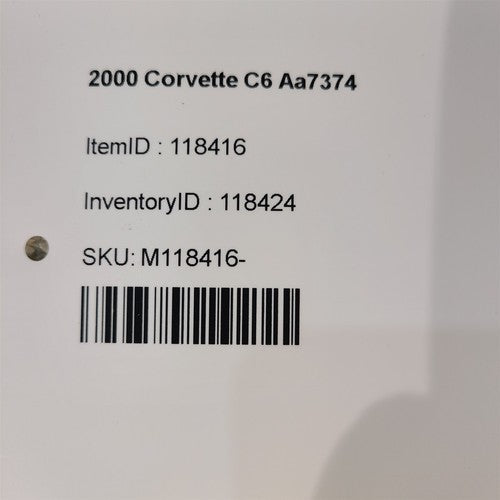 2000 Corvette C6 Aa7374
ItemID : 118416
InventoryID : 118424
SKU: M118416-